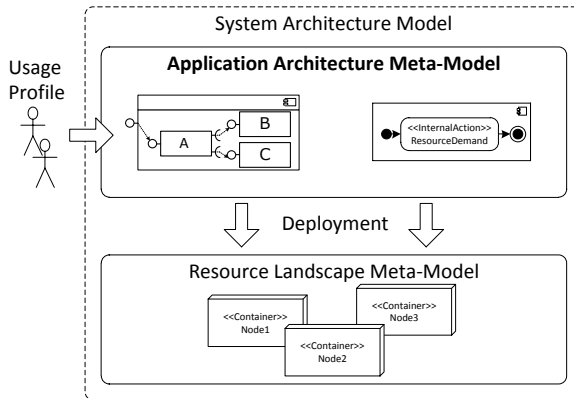 System Architecture Model
Usage
Profile
Application Architecture Meta-Model
A
B
C
<<InternalAction>>
ResourceDemand
Deployment
Resource Landscape Meta-Model
<<Container>>
Node1
<<Container>>
Node2
<<Container>>
Node3